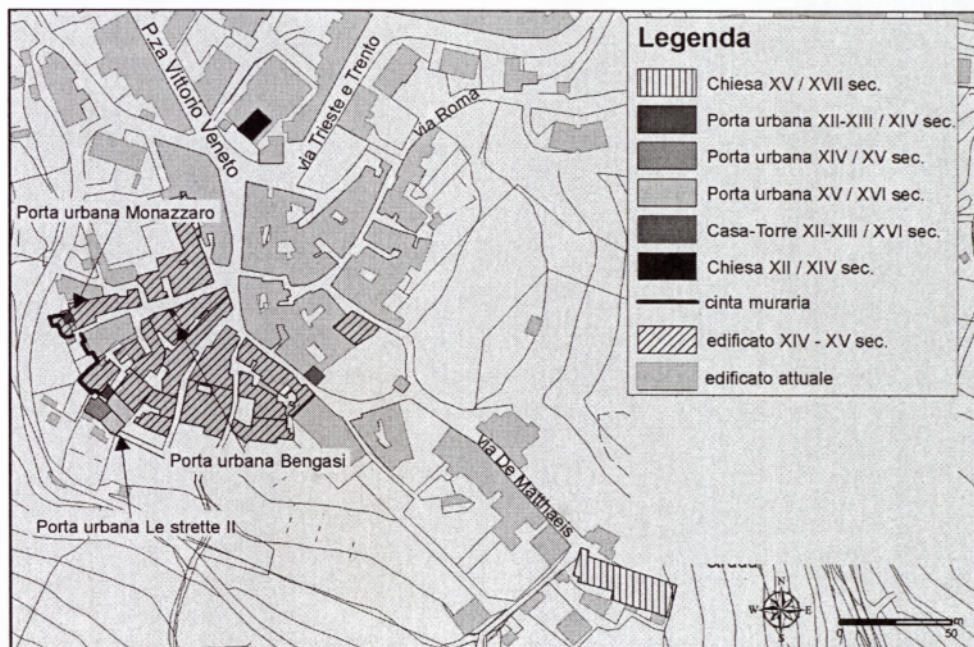 P.za Vittorio Veneto
via Trieste e Trento
via Roma
Porta urbana Monazzaro
Porta urbana Bengasi
Porta urbana Le strette II
via De Matthaeis
Legenda
Chiesa XV / XVII sec.
Porta urbana XII-XIII / XIV sec.
Porta urbana XIV / XV sec.
Porta urbana XV / XVI sec.
Casa-Torre XII-XIII / XVI sec.
Chiesa XII / XIV sec.
cinta muraria
edificato XIV - XV sec.
edificato attuale
N
W E
S
m
0 50